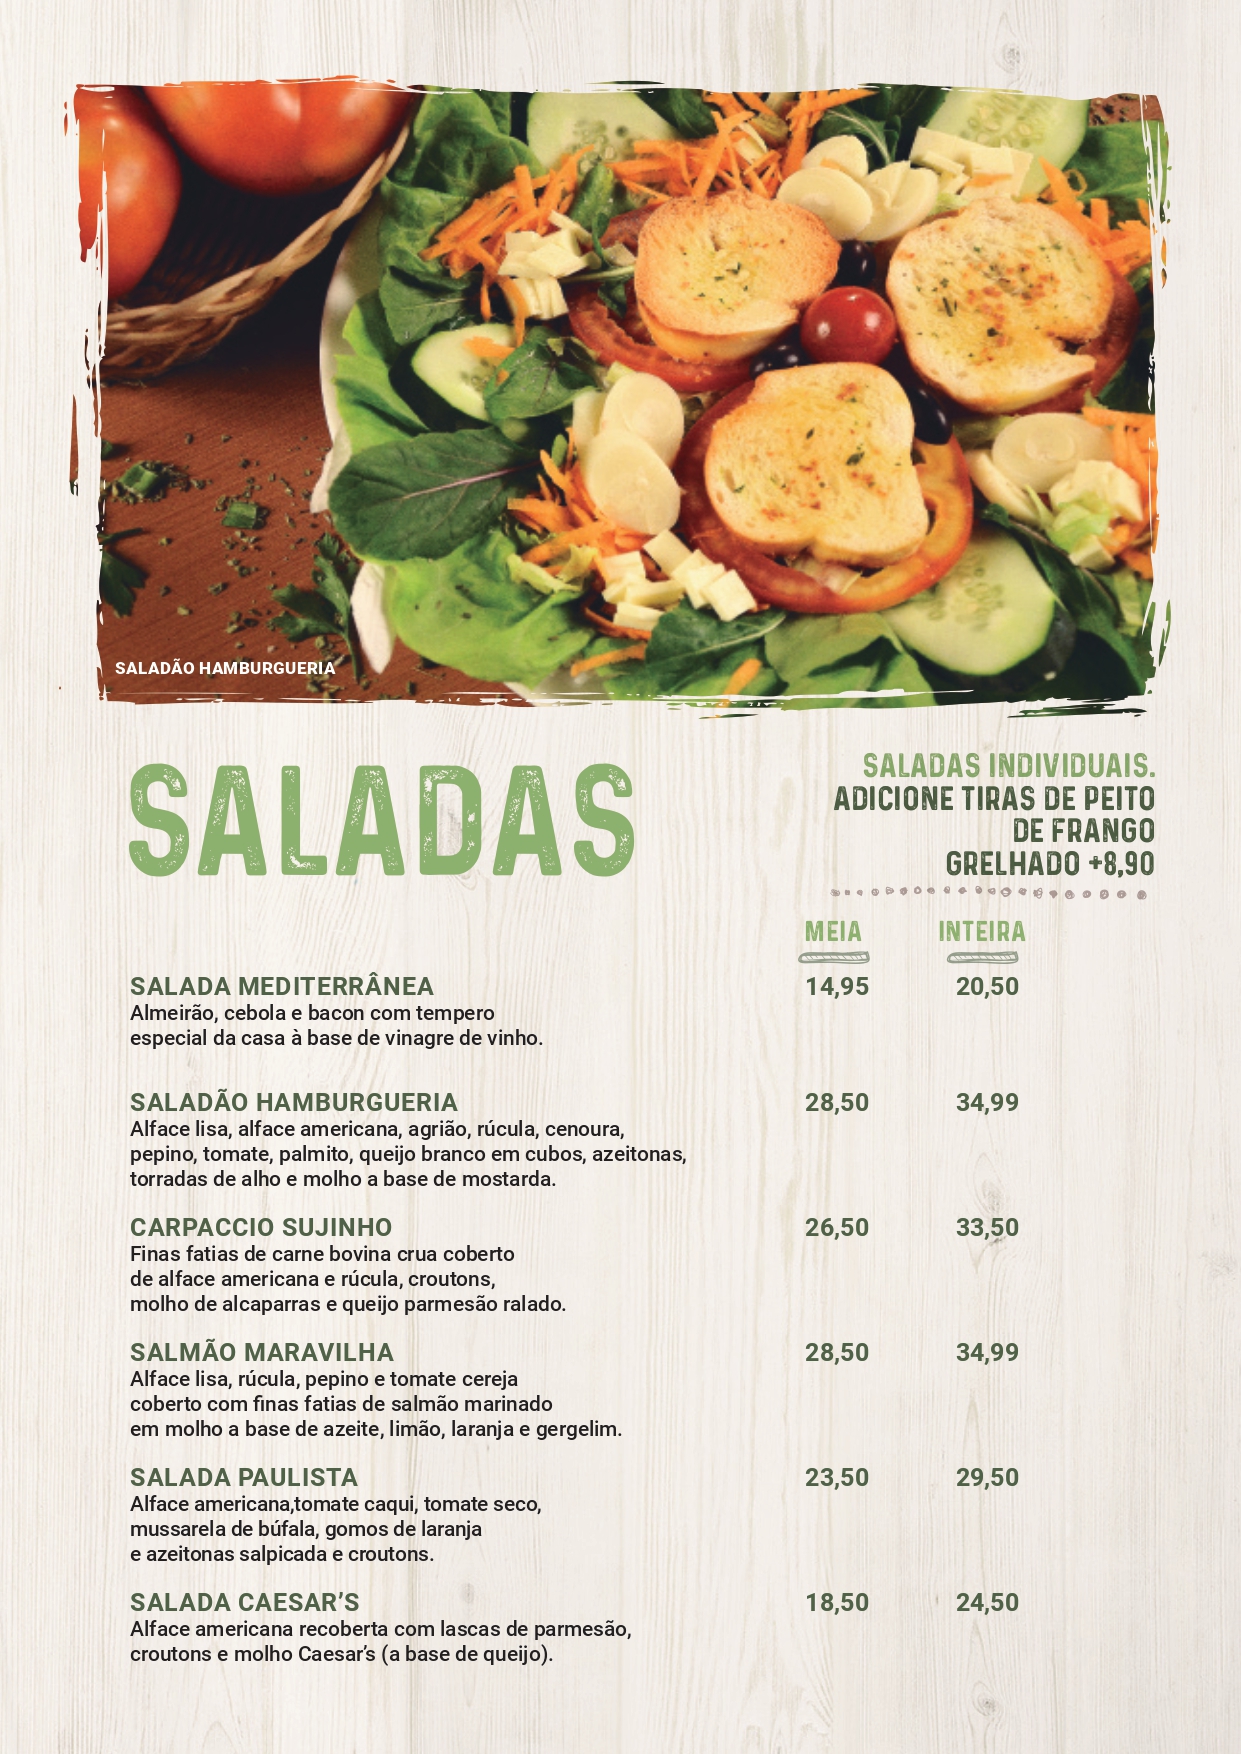 SALADÃO HAMBURGUERIA
SALADAS
SALADAS INDIVIDUAIS.
ADICIONE TIRAS DE PEITO
DE FRANGO
GRELHADO +8,90
MEIA INTEIRA
SALADA MEDITERRÂNEA 14,95 20,50
Almeirão, cebola e bacon com tempero
especial da casa à base de vinagre de vinho.
SALADÃO HAMBURGUERIA 28,50 34,99
Alface lisa, alface americana, agrião, rúcula, cenoura,
pepino, tomate, palmito, queijo branco em cubos, azeitonas,
torradas de alho e molho a base de mostarda.
CARPACCIO SUJINHO 26,50 33,50
Finas fatias de carne bovina crua coberto
de alface americana e rúcula, croutons,
molho de alcaparras e queijo parmesão ralado.
SALMÃO MARAVILHA 28,50 34,99
Alface lisa, rúcula, pepino e tomate cereja
coberto com finas fatias de salmão marinado
em molho a base de azeite, limão, laranja e gergelim.
SALADA PAULISTA 23,50 29,50
Alface americana,tomate caqui, tomate seco,
mussarela de búfala, gomos de laranja
e azeitonas salpicada e croutons.
SALADA CAESAR’S 18,50 24,50
Alface americana recoberta com lascas de parmesão,
croutons e molho Caesar’s (a base de queijo).